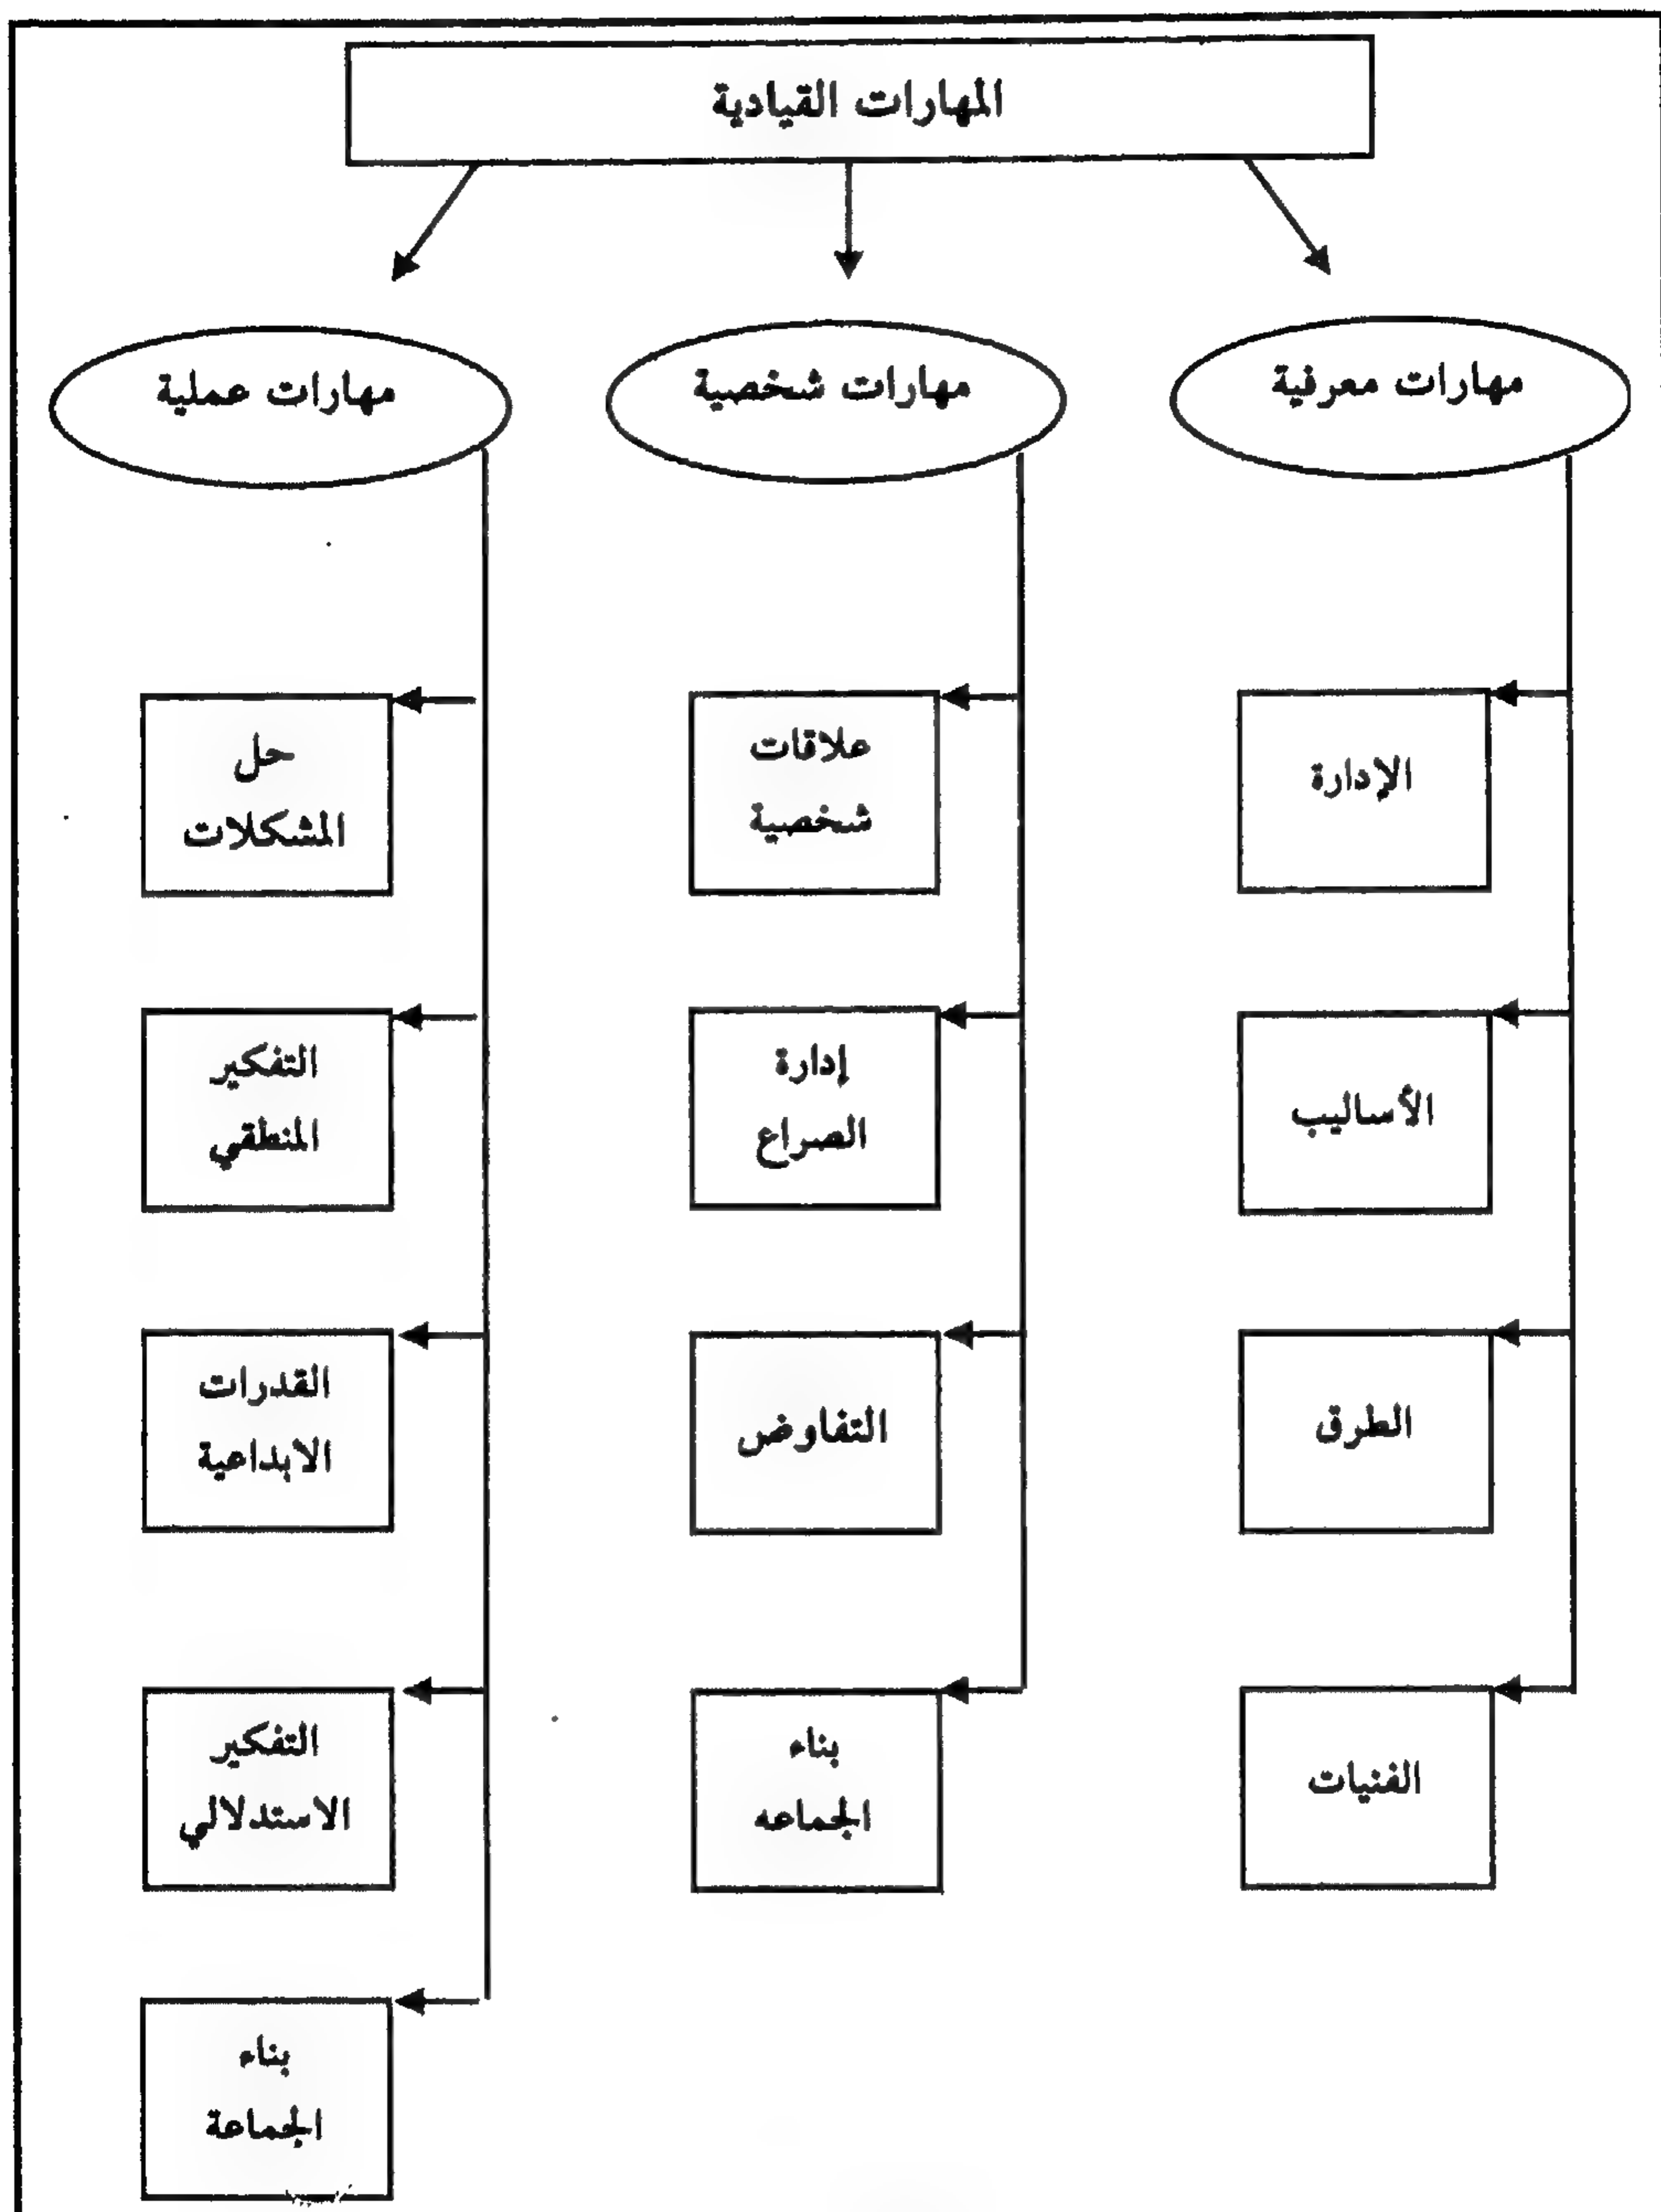 المهارات القيادية
مهارات معرفية
مهارات شخصية
مهارات عملية
الإدارة
الأساليب
الطرق
الفنيات
علاقات
شخصية
إدارة
الصراع
التفاوض
بناء
الجماعه
حل
المشكلات
التفكير
المنطقي
القدرات
الابداعية
التفكير
الاستدلالي
بناء
الجماعة